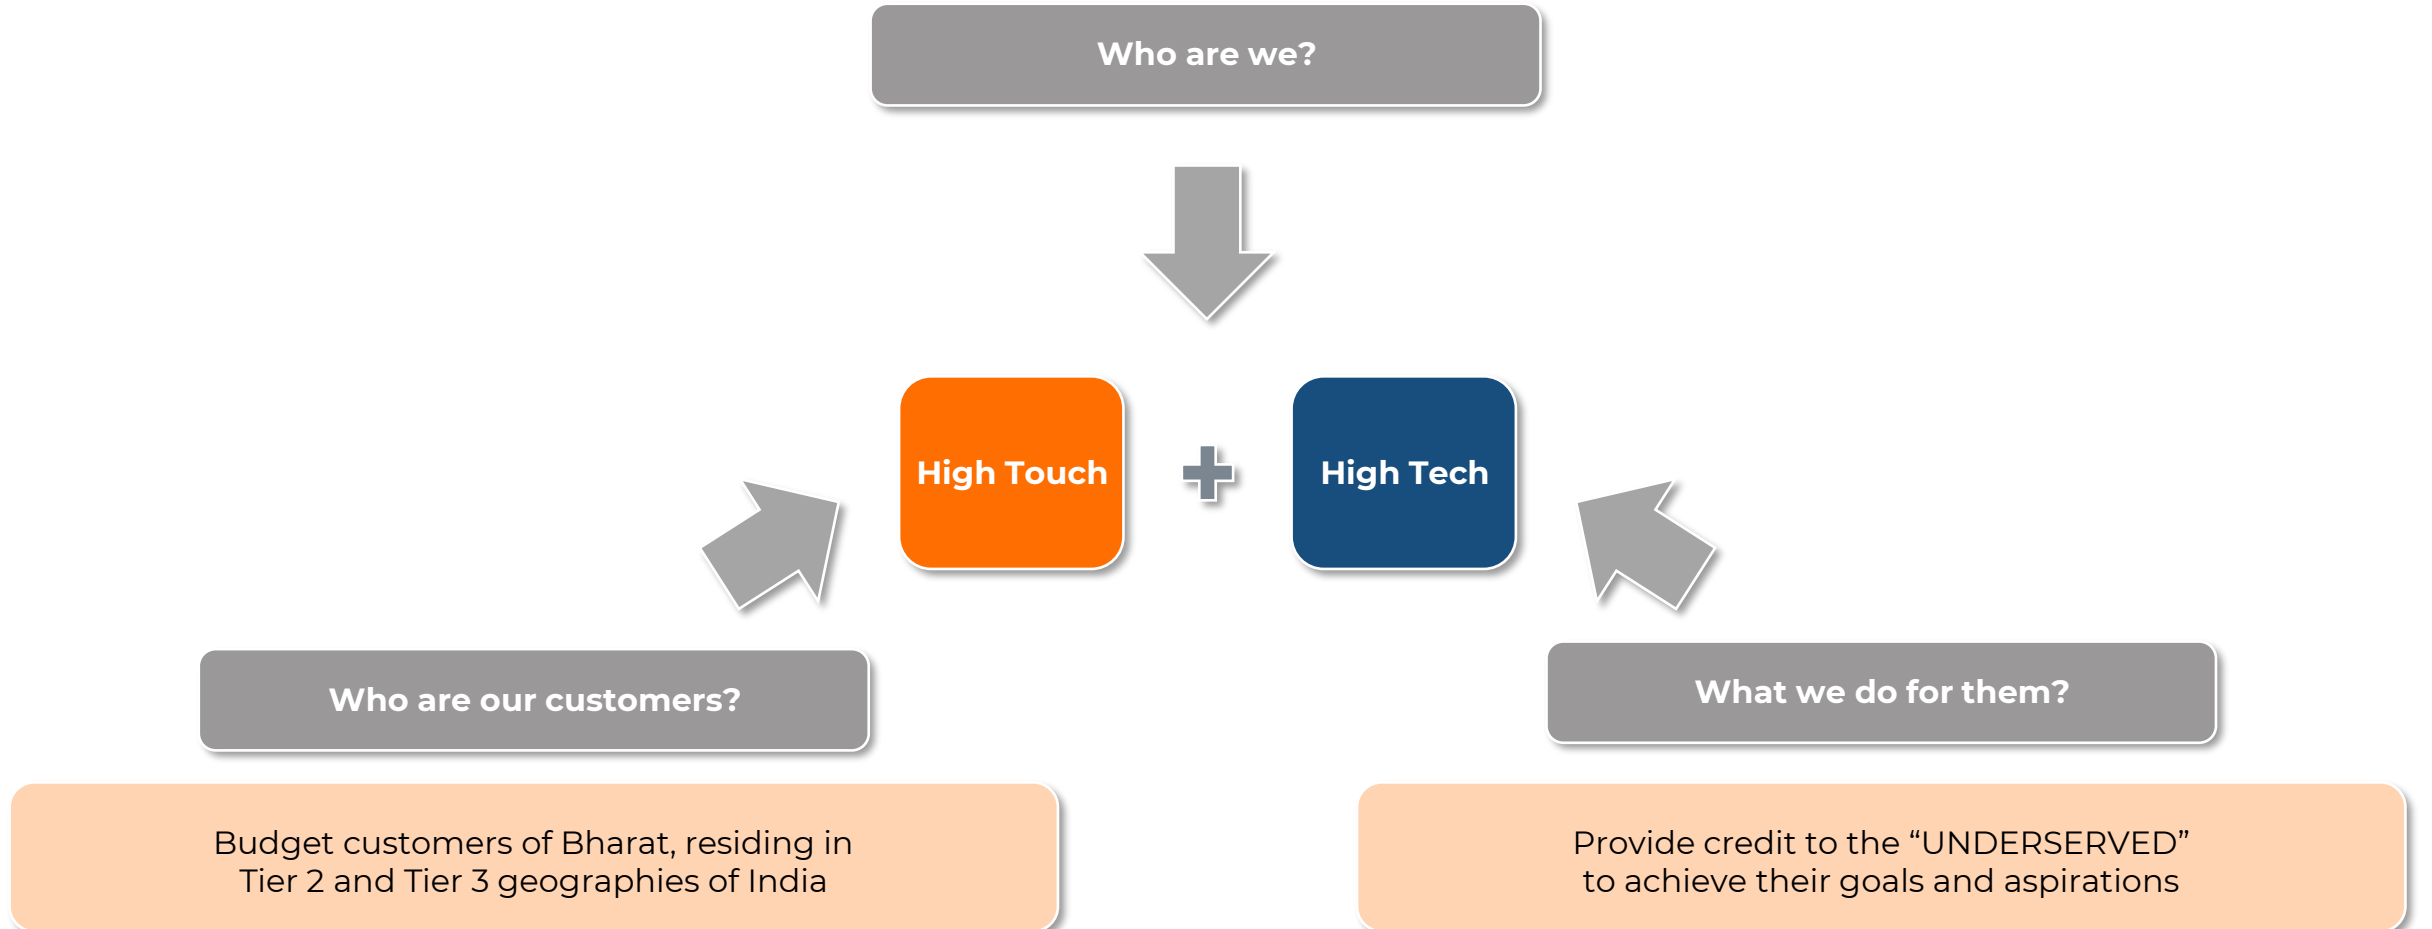 Who are we?
High Touch
High Tech
Who are our customers?
What we do for them?
Budget customers of Bharat, residing in
Tier 2 and Tier 3 geographies of India
Provide credit to the “UNDERSERVED”
to achieve their goals and aspirations